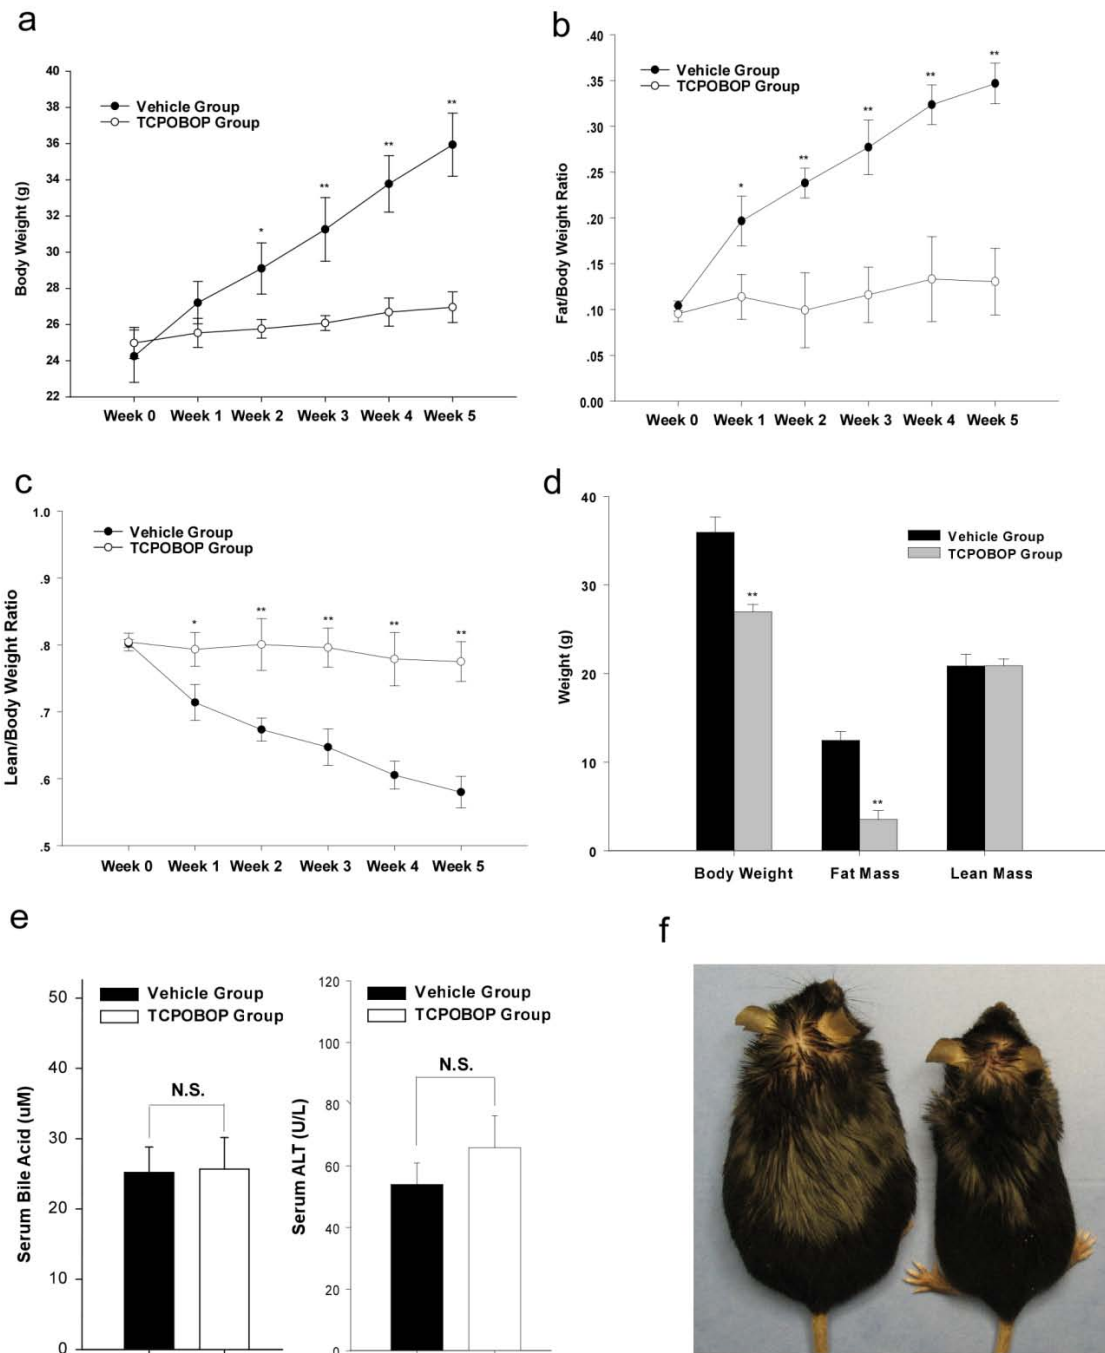 a
40
38
36
34
32
30
28
26
24
22
Body Weight (g)
Vehicle Group
TCPOBOP Group
*
**
**
**
Week 0 Week 1 Week 2 Week 3 Week 4 Week 5
b
.40
.35
.30
.25
.20
.15
.10
.05
0.00
Fat/Body Weight Ratio
Vehicle Group
TCPOBOP Group
*
**
**
**
**
Week 0 Week 1 Week 2 Week 3 Week 4 Week 5
c
1.0
.9
.8
.7
.6
.5
Lean/Body Weight Ratio
Vehicle Group
TCPOBOP Group
*
**
**
**
**
Week 0 Week 1 Week 2 Week 3 Week 4 Week 5
d
40
30
20
10
0
Weight (g)
Vehicle Group
TCPOBOP Group
**
**
Body Weight Fat Mass Lean Mass
e
50
40
30
20
10
0
Serum Bile Acid (uM)
Vehicle Group
TCPOBOP Group
N.S.
120
100
80
60
40
20
0
Serum ALT (U/L)
Vehicle Group
TCPOBOP Group
N.S.
f